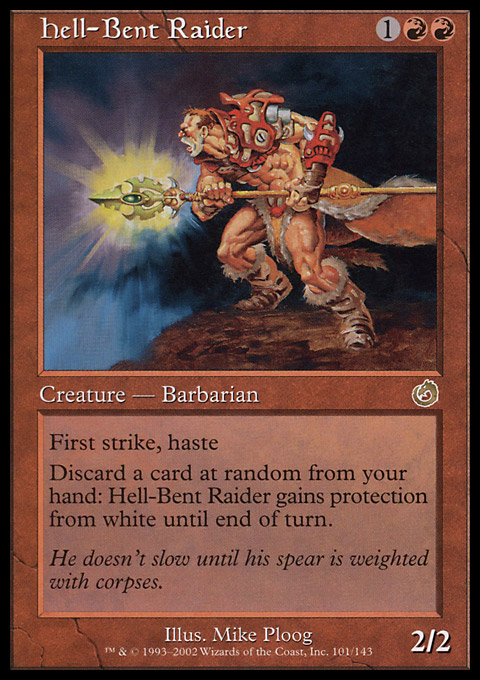 Hell-Bent Raider 1
Creature — Barbarian
First strike, haste
Discard a card at random from your
hand: Hell-Bent Raider gains protection
from white until end of turn.
He doesn't slow until his spear is weighted
with corpses.
Illus. Mike Ploog
™ & © 1993–2002 Wizards of the Coast, Inc. 101/143
2/2